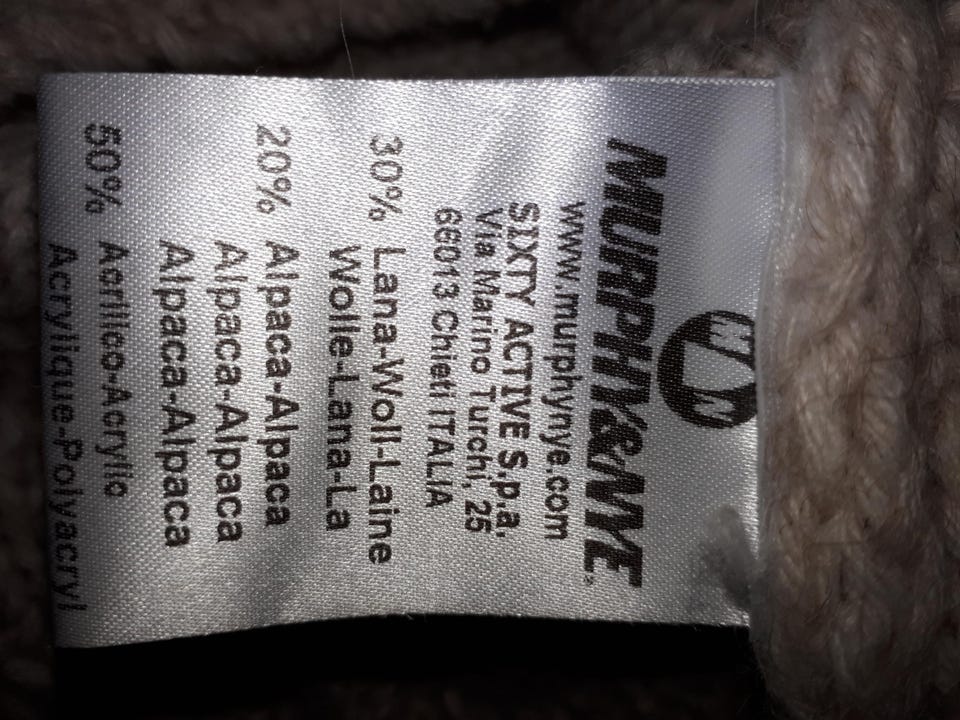 M N
MURPHY&NYE
www.murphynye.com
SIXTY ACTIVE S.p.a.
Via Marino Turchi, 25
66013 Chieti ITALIA
30% Lana-Woll-Laine
Wolle-Lana-La
20% Alpaca-Alpaca
Alpaca-Alpaca
Alpaca-Alpaca
50% Acrilico-Acrylic
Acrylique-Polyacryl